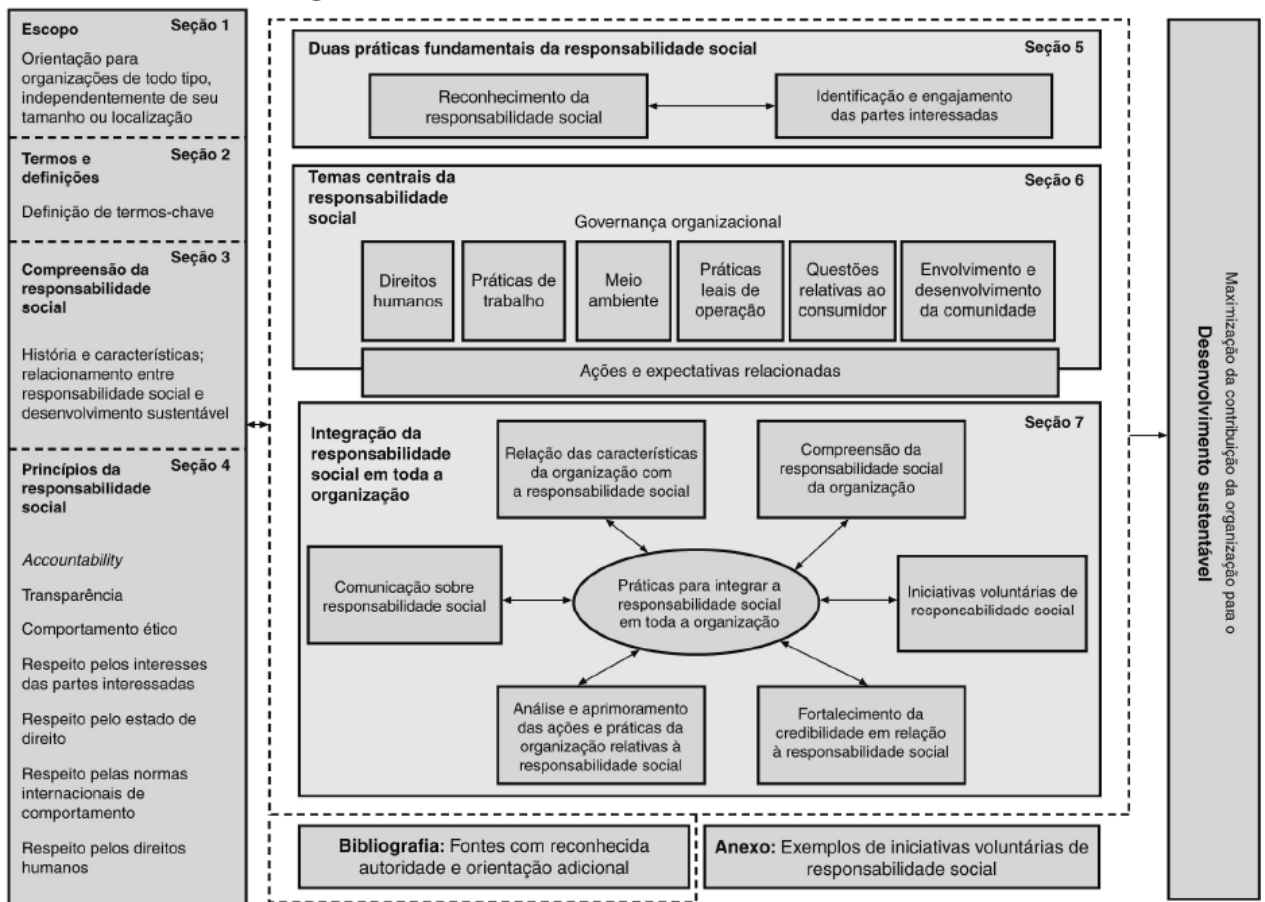 Escopo Seção 1
Orientação para
organizações de todo tipo,
independentemente de seu
tamanho ou localização
Termos e Seção 2
definições
Definição de termos-chave
Compreensão da Seção 3
responsabilidade
social
História e características;
relacionamento entre
responsabilidade social e
desenvolvimento sustentável
Princípios da Seção 4
responsabilidade
social
Accountability
Transparência
Comportamento ético
Respeito pelos interesses
das partes interessadas
Respeito pelo estado de
direito
Respeito pelas normas
internacionais de
comportamento
Respeito pelos direitos
humanos
Duas práticas fundamentais da responsabilidade social Seção 5
Reconhecimento da
responsabilidade social
Identificação e engajamento
das partes interessadas
Temas centrais da Seção 6
responsabilidade
social
Governança organizacional
Direitos
humanos
Práticas de
trabalho
Meio
ambiente
Práticas
leais de
operação
Questões
relativas ao
consumidor
Envolvimento e
desenvolvimento
da comunidade
Ações e expectativas relacionadas
Seção 7
Integração da
responsabilidade
social em toda a
organização
Relação das características
da organização com
a responsabilidade social
Compreensão da
responsabilidade social
da organização
Comunicação sobre
responsabilidade social
Práticas para integrar a
responsabilidade social
em toda a organização
Iniciativas voluntárias de
responsabilidade social
Análise e aprimoramento
das ações e práticas da
organização relativas à
responsabilidade social
Fortalecimento da
credibilidade em relação
à responsabilidade social
Bibliografia: Fontes com reconhecida
autoridade e orientação adicional
Anexo: Exemplos de iniciativas voluntárias de
responsabilidade social
Maximização da contribuição da organização para o
Desenvolvimento sustentável